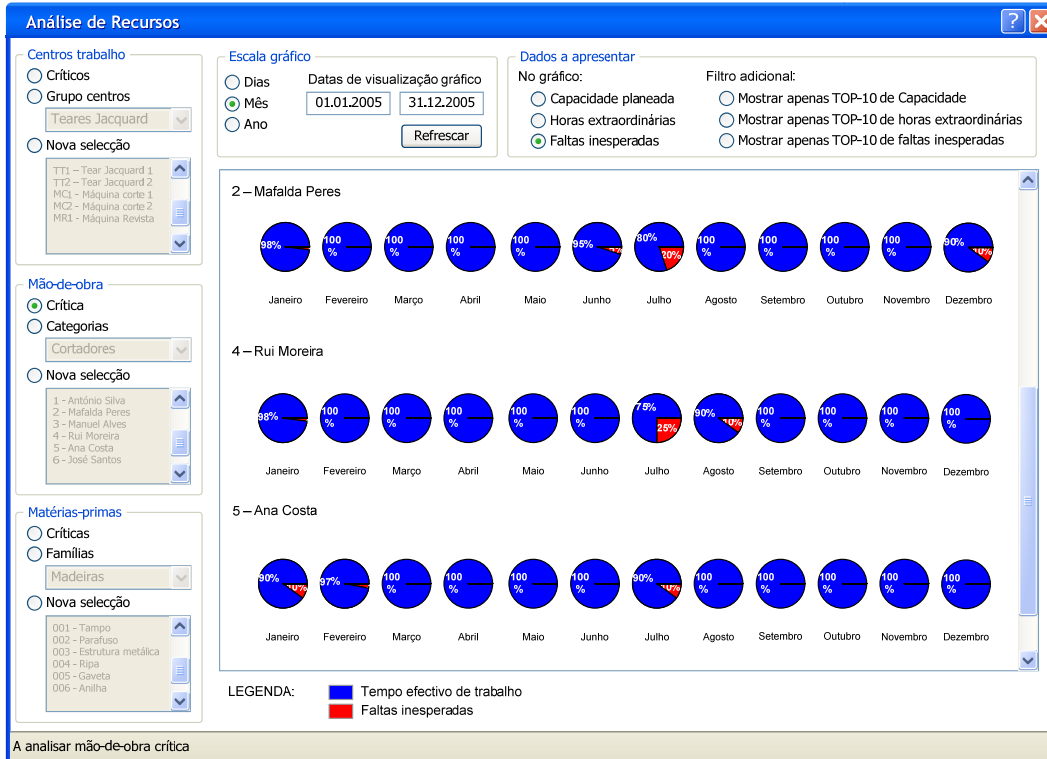 Análise de Recursos
Centros trabalho
Críticos
Grupo centros
Teares Jacquard
Nova selecção
TT1 – Tear Jacquard 1
TT2 – Tear Jacquard 2
MC1 - Máquina corte 1
MC2 - Máquina corte 2
MR1 - Máquina Revista
Mão-de-obra
Crítica
Categorias
Cortadores
Nova selecção
1 - António Silva
2 - Mafalda Peres
3 - Manuel Alves
4 - Rui Moreira
5 - Ana Costa
6 - José Santos
Matérias-primas
Críticas
Famílias
Madeiras
Nova selecção
001 - Tampo
002 - Parafuso
003 - Estrutura metálica
004 - Ripa
005 - Gaveta
006 - Anilha
Escala gráfico
Dias
Mês
Ano
Datas de visualização gráfico
01.01.2005 31.12.2005
Refrescar
Dados a apresentar
No gráfico:
Capacidade planeada
Horas extraordinárias
Faltas inesperadas
Filtro adicional:
Mostrar apenas TOP-10 de Capacidade
Mostrar apenas TOP-10 de horas extraordinárias
Mostrar apenas TOP-10 de faltas inesperadas
2 – Mafalda Peres
98% 100 % 100 % 100 % 100 % 95% 80% 20% 100 % 100 % 100 % 100 % 90% 10%
Janeiro Fevereiro Março Abril Maio Junho Julho Agosto Setembro Outubro Novembro Dezembro
4 – Rui Moreira
98% 100 % 100 % 100 % 100 % 100 % 75% 25% 90% 10% 100 % 100 % 100 % 100 %
Janeiro Fevereiro Março Abril Maio Junho Julho Agosto Setembro Outubro Novembro Dezembro
5 – Ana Costa
90% 10% 97% 100 % 100 % 100 % 100 % 90% 10% 100 % 100 % 100 % 100 % 100 %
Janeiro Fevereiro Março Abril Maio Junho Julho Agosto Setembro Outubro Novembro Dezembro
LEGENDA:
Tempo efectivo de trabalho
Faltas inesperadas
A analisar mão-de-obra crítica